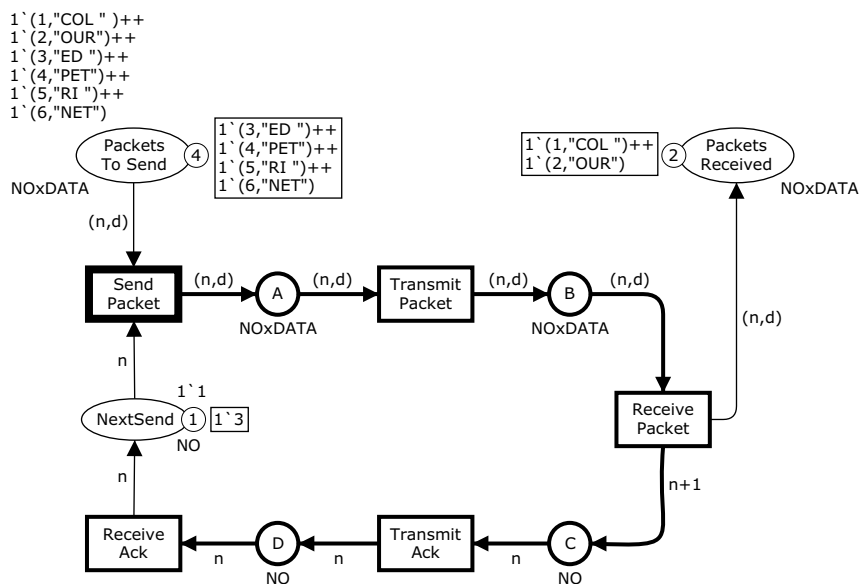 1`(1,"COL ")++
1`(2,"OUR")++
1`(3,"ED ")++
1`(4,"PET")++
1`(5,"RI ")++
1`(6,"NET")
Packets
To Send
4
1`(3,"ED ")++
1`(4,"PET")++
1`(5,"RI ")++
1`(6,"NET")
NOxDATA
1`(1,"COL ")++
1`(2,"OUR")
2
Packets
Received
NOxDATA
(n,d)
Send
Packet
(n,d)
A
NOxDATA
(n,d)
Transmit
Packet
(n,d)
B
NOxDATA
(n,d)
(n,d)
n
1`1
NextSend
1
1`3
NO
Receive
Packet
n
n+1
Receive
Ack
n
D
NO
n
Transmit
Ack
n
C
NO